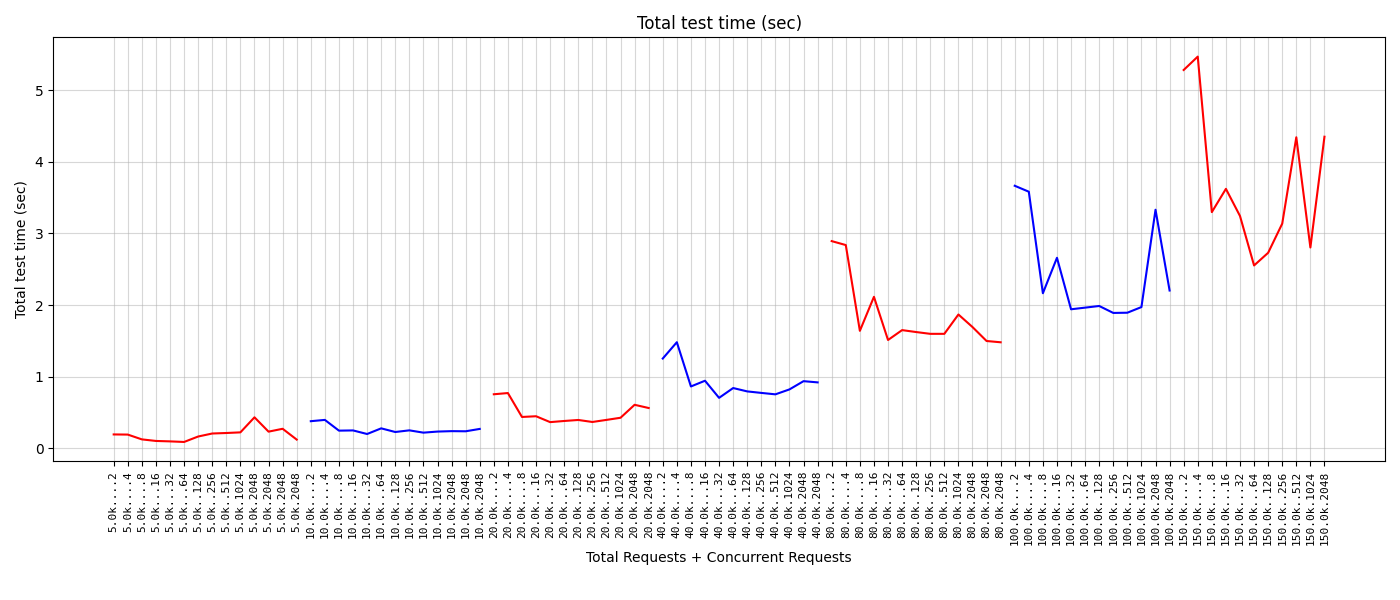 Total test time (sec)
Total test time (sec)
5
4
3
2
1
0
5.0k....2
5.0k....4
5.0k....8
5.0k...16
5.0k...32
5.0k...64
5.0k..128
5.0k..256
5.0k..512
5.0k.1024
5.0k.2048
5.0k.2048
5.0k.2048
5.0k.2048
10.0k....2
10.0k....4
10.0k....8
10.0k...16
10.0k...32
10.0k...64
10.0k..128
10.0k..256
10.0k..512
10.0k.1024
10.0k.2048
10.0k.2048
10.0k.2048
20.0k....2
20.0k....4
20.0k....8
20.0k...16
20.0k...32
20.0k...64
20.0k..128
20.0k..256
20.0k..512
20.0k.1024
20.0k.2048
20.0k.2048
40.0k....2
40.0k....4
40.0k....8
40.0k...16
40.0k...32
40.0k...64
40.0k..128
40.0k..256
40.0k..512
40.0k.1024
40.0k.2048
40.0k.2048
80.0k....2
80.0k....4
80.0k....8
80.0k...16
80.0k...32
80.0k...64
80.0k..128
80.0k..256
80.0k..512
80.0k.1024
80.0k.2048
80.0k.2048
80.0k.2048
100.0k....2
100.0k....4
100.0k....8
100.0k...16
100.0k...32
100.0k...64
100.0k..128
100.0k..256
100.0k..512
100.0k.1024
100.0k.2048
100.0k.2048
150.0k....2
150.0k....4
150.0k....8
150.0k...16
150.0k...32
150.0k...64
150.0k..128
150.0k..256
150.0k..512
150.0k.1024
150.0k.2048
Total Requests + Concurrent Requests